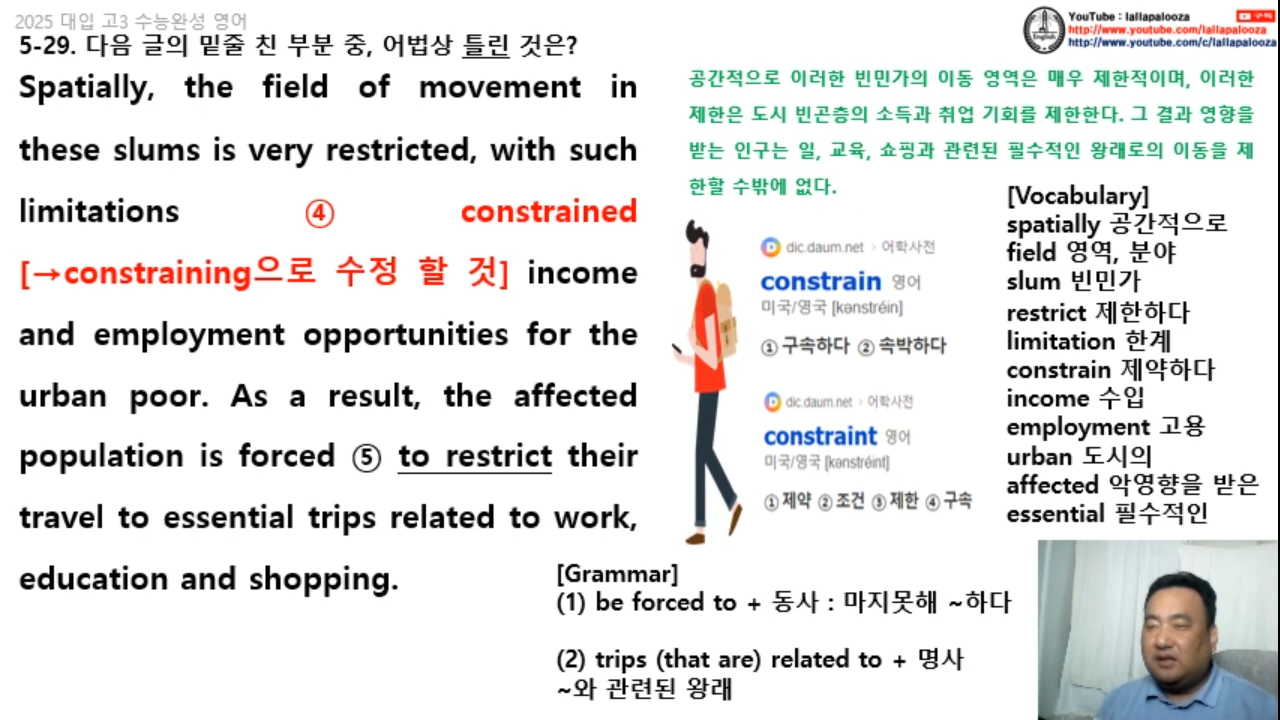 2025 대입 고3 수능완성 영어
5-29. 다음 글의 밑줄 친 부분 중, 어법상 틀린 것은?
Spatially, the field of movement in
these slums is very restricted, with such
limitations ④ constrained
[→constraining으로 수정 할 것] income
and employment opportunities for the
urban poor. As a result, the affected
population is forced ⑤ to restrict their
travel to essential trips related to work,
education and shopping.
YouTube : lallapalooza
http://www.youtube.com/lallapalooza
http://www.youtube.com/c/lallapalooza
공간적으로 이러한 빈민가의 이동 영역은 매우 제한적이며, 이러한
제한은 도시 빈곤층의 소득과 취업 기회를 제한한다. 그 결과 영향을
받는 인구는 일, 교육, 쇼핑과 관련된 필수적인 왕래로의 이동을 제
한할 수밖에 없다.
dic.daum.net › 어학사전
constrain 영어
미국/영국 [kənstréin]
① 구속하다 ② 속박하다
dic.daum.net › 어학사전
constraint 영어
미국/영국 [kənstréint]
① 제약 ② 조건 ③ 제한 ④ 구속
[Vocabulary]
spatially 공간적으로
field 영역, 분야
slum 빈민가
restrict 제한하다
limitation 한계
constrain 제약하다
income 수입
employment 고용
urban 도시의
affected 악영향을 받은
essential 필수적인
[Grammar]
(1) be forced to + 동사 : 마지못해 ~하다
(2) trips (that are) related to + 명사
~와 관련된 왕래